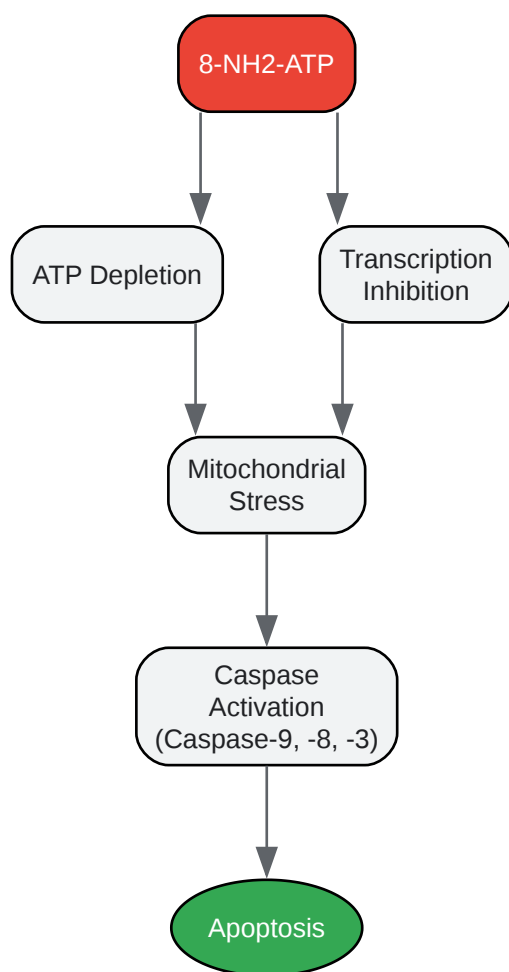 8-NH2-ATP
ATP Depletion
Transcription
Inhibition
Mitochondrial
Stress
Caspase
Activation
(Caspase-9, -8, -3)
Apoptosis